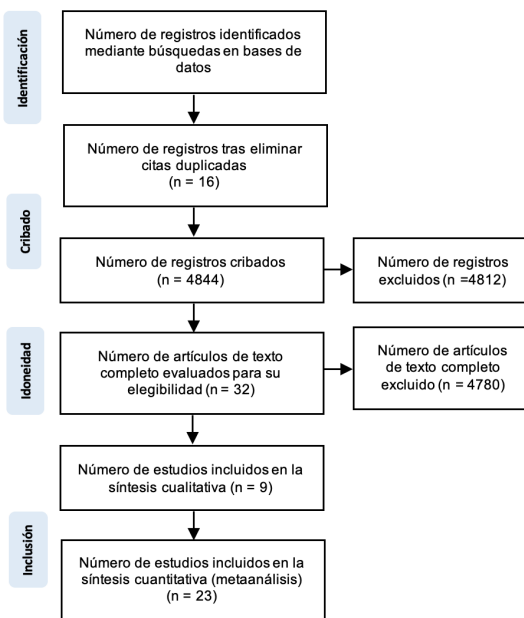 Identificación
Número de registros identificados
mediante búsquedas en bases de
datos
Número de registros tras eliminar
citas duplicadas
(n = 16)
Cribado
Número de registros cribados
(n = 4844)
Número de registros
excluidos (n =4812)
Idoneidad
Número de artículos de texto
completo evaluados para su
elegibilidad (n = 32)
Número de artículos
de texto completo
excluido (n = 4780)
Número de estudios incluidos en la
síntesis cualitativa (n = 9)
Inclusión
Número de estudios incluidos en la
síntesis cuantitativa (metaanálisis)
(n = 23)